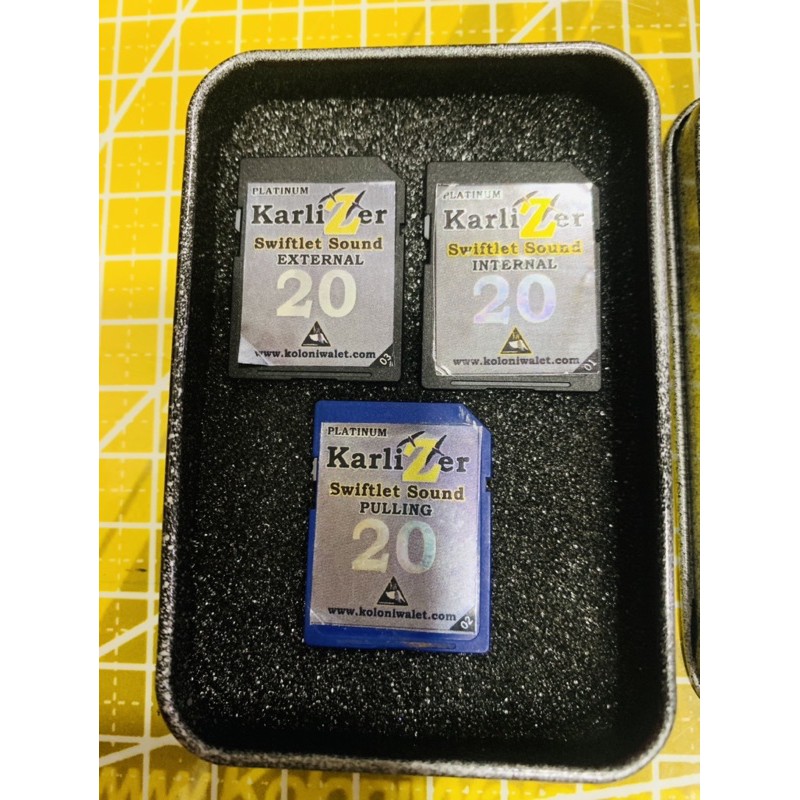 PLATINUM
KarliZer
Swiftlet Sound
EXTERNAL
20
www.koloniwalet.com
03
PLATINUM
KarliZer
Swiftlet Sound
INTERNAL
20
www.koloniwalet.com
01
PLATINUM
KarliZer
Swiftlet Sound
PULLING
20
www.koloniwalet.com
02